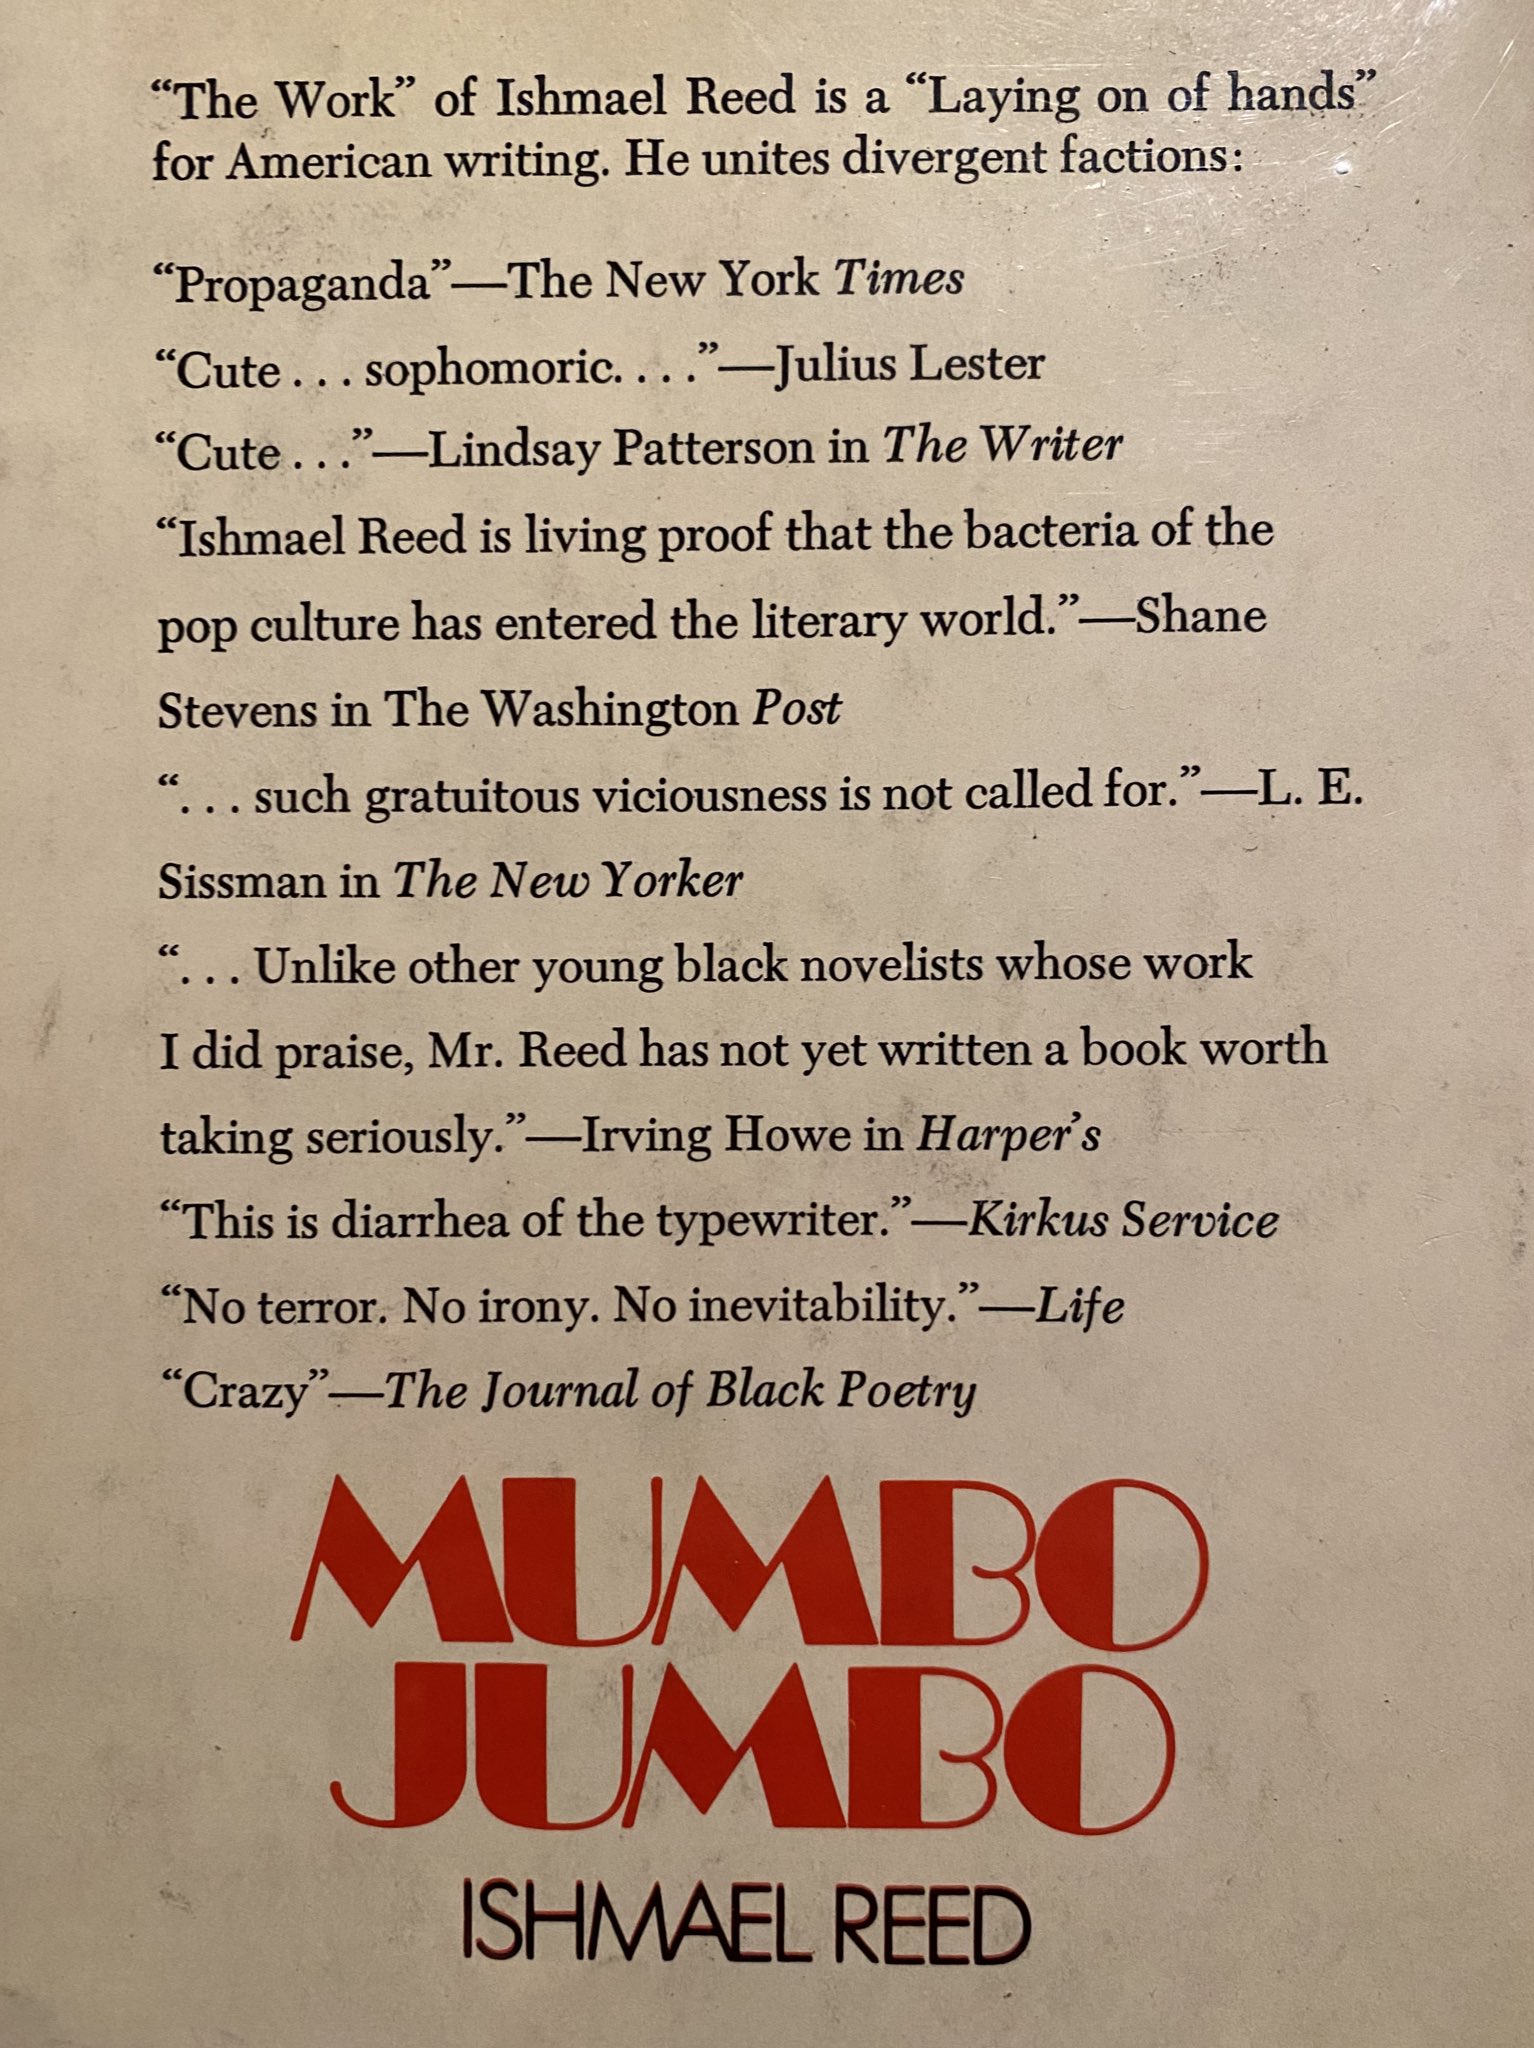 “The Work” of Ishmael Reed is a “Laying on of hands”
for American writing. He unites divergent factions:
“Propaganda”—The New York Times
“Cute . . . sophomoric. . . .”—Julius Lester
“Cute . . .”—Lindsay Patterson in The Writer
“Ishmael Reed is living proof that the bacteria of the
pop culture has entered the literary world.”—Shane
Stevens in The Washington Post
“. . . such gratuitous viciousness is not called for.”—L. E.
Sissman in The New Yorker
“. . . Unlike other young black novelists whose work
I did praise, Mr. Reed has not yet written a book worth
taking seriously.”—Irving Howe in Harper’s
“This is diarrhea of the typewriter.”—Kirkus Service
“No terror. No irony. No inevitability.”—Life
“Crazy”—The Journal of Black Poetry
MUMBO
JUMBO
ISHMAEL REED